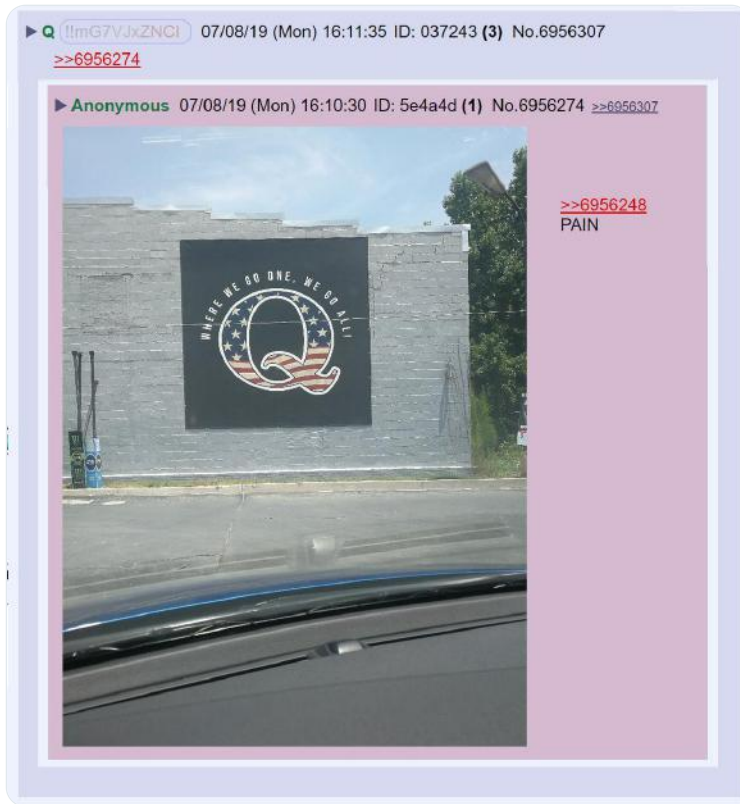 Q !!mG7VJxZNCI 07/08/19 (Mon) 16:11:35 ID: 037243 (3) No.6956307
>>6956274
Anonymous 07/08/19 (Mon) 16:10:30 ID: 5e4a4d (1) No.6956274 >>6956307
>>6956248
PAIN
WHERE WE GO ONE, WE GO ALL!
Q